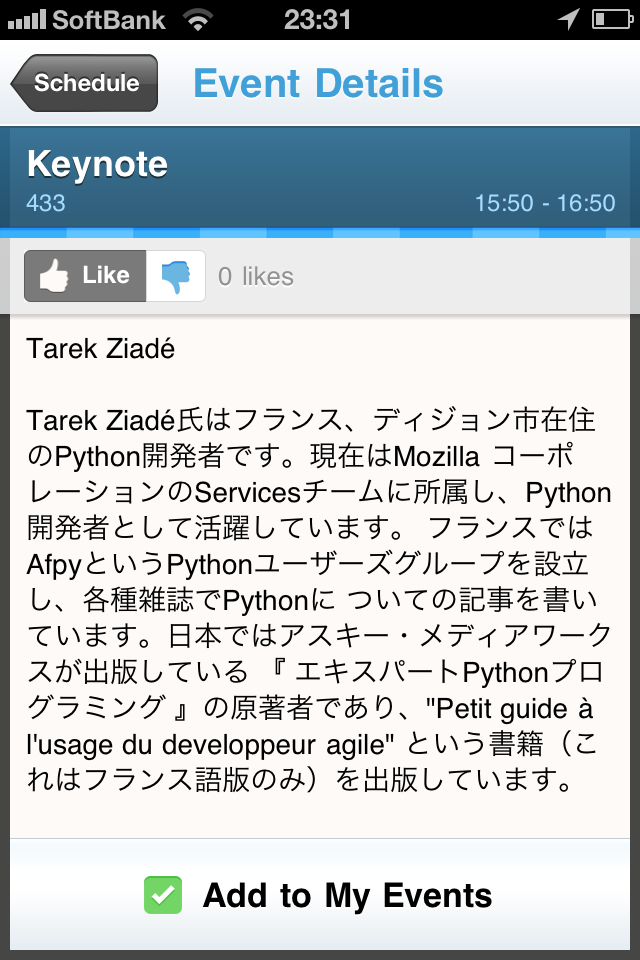 SoftBank 23:31
Schedule Event Details
Keynote
433 15:50 - 16:50
Like 0 likes
Tarek Ziadé
Tarek Ziadé氏はフランス、ディジョン市在住
のPython開発者です。現在はMozilla コーポ
レーションのServicesチームに所属し、Python
開発者として活躍しています。 フランスでは
AfpyというPythonユーザーズグループを設立
し、各種雑誌でPythonに ついての記事を書い
ています。日本ではアスキー・メディアワーク
スが出版している 『 エキスパートPythonプロ
グラミング 』の原著者であり、"Petit guide à
l'usage du developpeur agile" という書籍（こ
れはフランス語版のみ）を出版しています。
Add to My Events